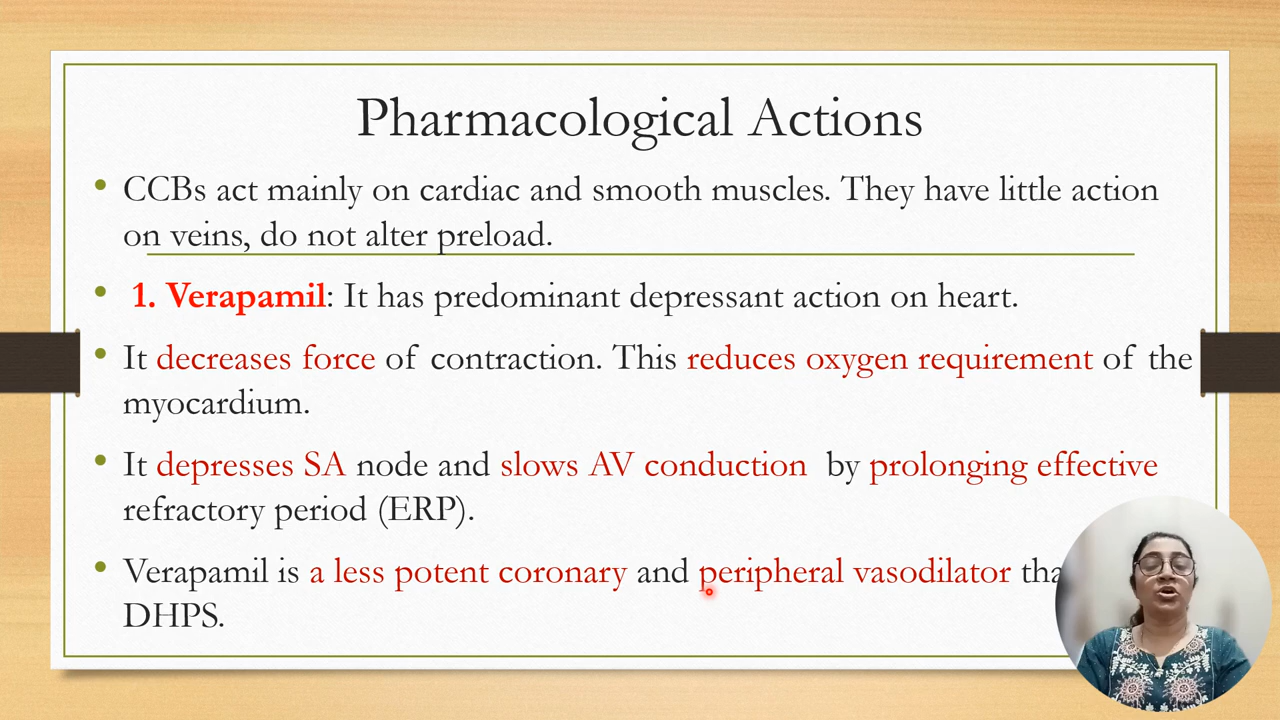 Pharmacological Actions
• CCBs act mainly on cardiac and smooth muscles. They have little action
on veins, do not alter preload.
• 1. Verapamil: It has predominant depressant action on heart.
• It decreases force of contraction. This reduces oxygen requirement of the
myocardium.
• It depresses SA node and slows AV conduction by prolonging effective
refractory period (ERP).
• Verapamil is a less potent coronary and peripheral vasodilator
DHPS.